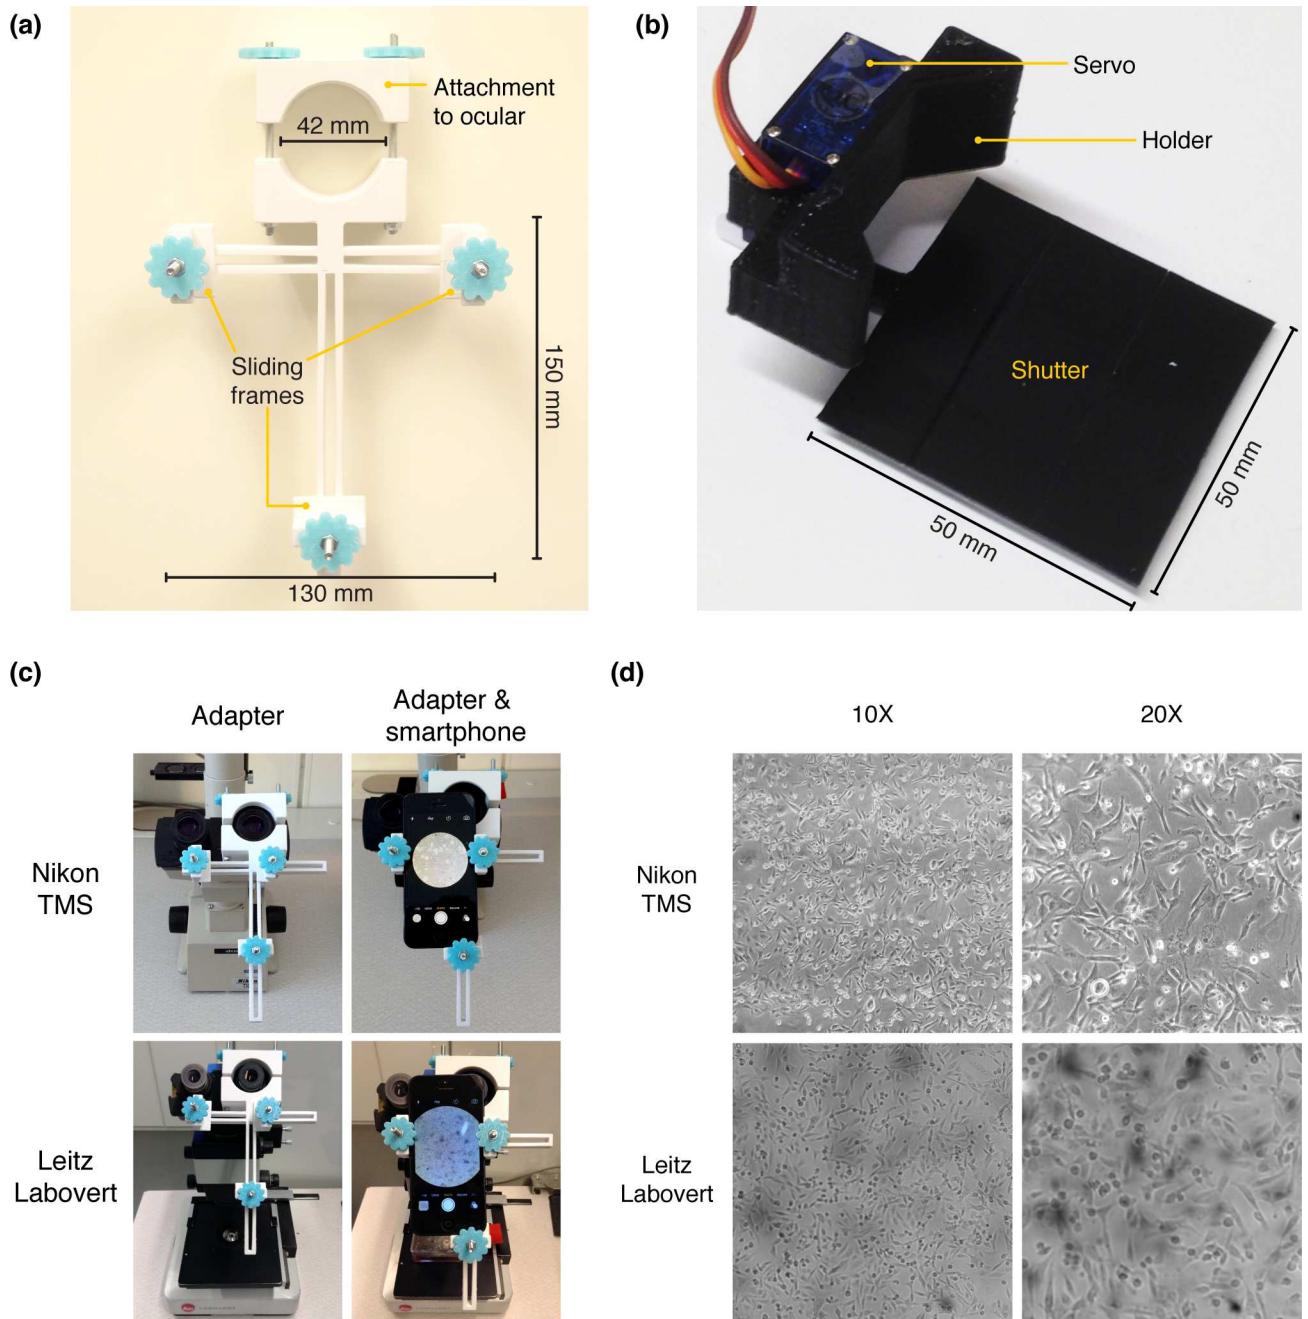 (a)
Attachment
to ocular
42 mm
Sliding
frames
150 mm
130 mm
(b)
Servo
Holder
Shutter
50 mm
50 mm
(c)
Adapter
Adapter &
smartphone
Nikon
TMS
Leitz
Labovert
(d)
10X
20X
Nikon
TMS
Leitz
Labovert